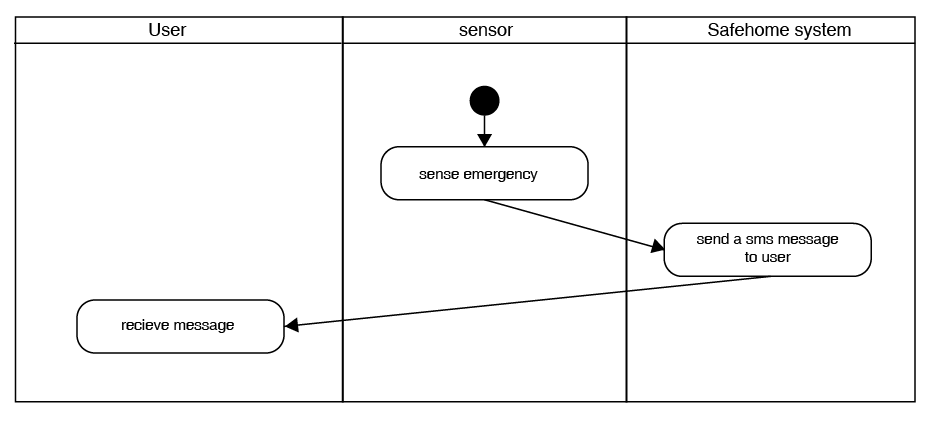 User
sensor
Safehome system
sense emergency
send a sms message
to user
recieve message